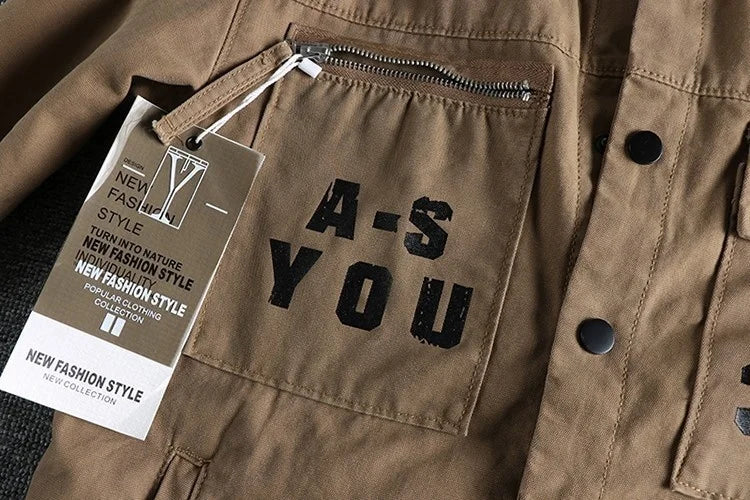 DESIGN
NEW
FASHION
STYLE
TURN INTO NATURE
NEW FASHION STYLE
INDIVIDUALITY
NEW FASHION STYLE
POPULAR CLOTHING
COLLECTION
NEW FASHION STYLE
NEW COLLECTION
A-S
YOU